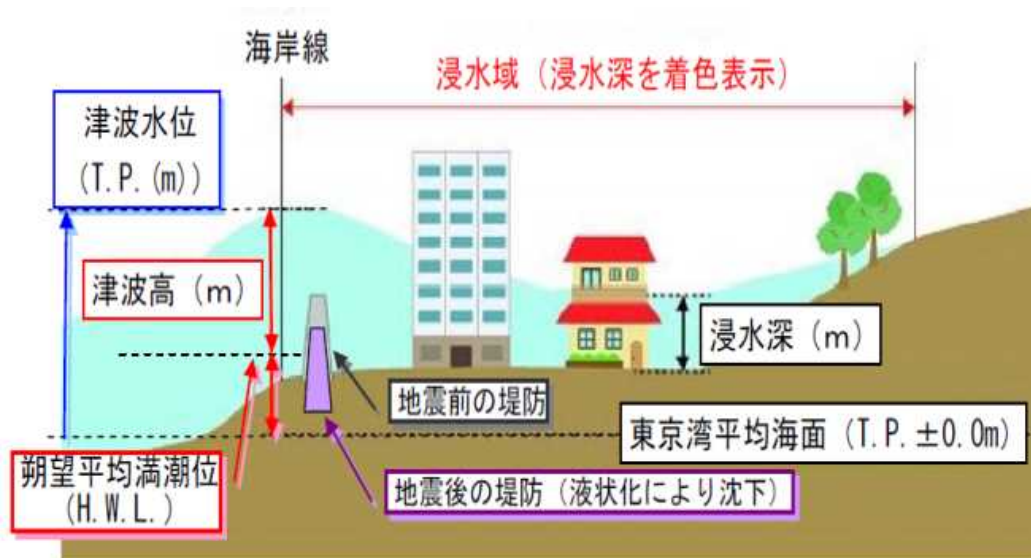 海岸線
浸水域（浸水深を着色表示）
津波水位
(T.P.(m))
津波高（m）
浸水深（m）
地震前の堤防
東京湾平均海面（T.P.±0.0m）
朔望平均満潮位
(H.W.L.)
地震後の堤防（液状化により沈下）